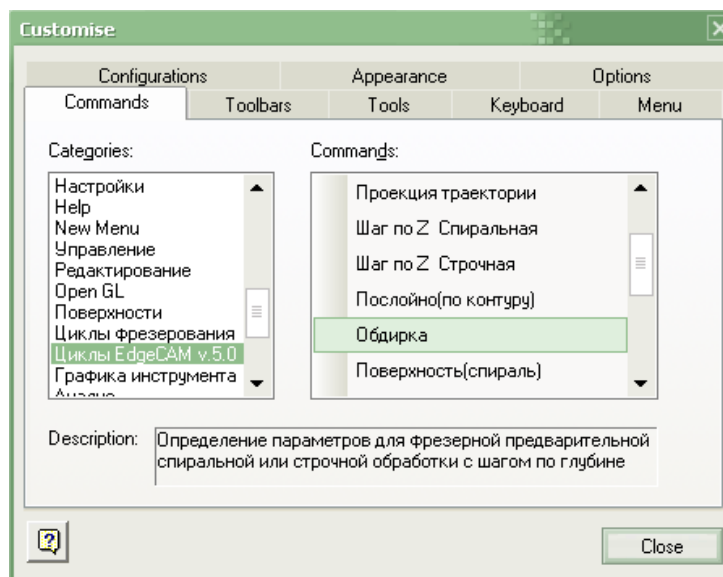 Customise
Configurations Appearance Options
Commands Toolbars Tools Keyboard Menu
Categories: Commands:
Настройки
Help
New Menu
Управление
Редактирование
Open GL
Поверхности
Циклы фрезерования
Циклы EdgeCAM v.5.0
Графика инструмента
Проекция траектории
Шаг по Z Спиральная
Шаг по Z Строчная
Послойно(по контуру)
Обдирка
Поверхность(спираль)
Description: Определение параметров для фрезерной предварительной
спиральной или строчной обработки с шагом по глубине
Close